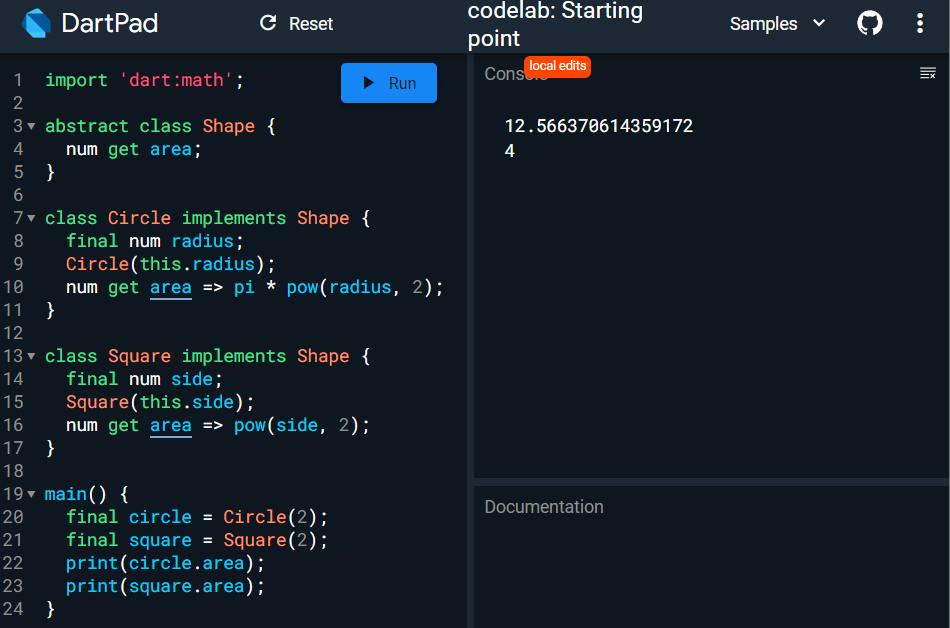 DartPad
Reset
codelab: Starting
point
Samples
1 import 'dart:math';
2
3 abstract class Shape {
4   num get area;
5 }
6
7 class Circle implements Shape {
8   final num radius;
9   Circle(this.radius);
10   num get area => pi * pow(radius, 2);
11 }
12
13 class Square implements Shape {
14   final num side;
15   Square(this.side);
16   num get area => pow(side, 2);
17 }
18
19 main() {
20   final circle = Circle(2);
21   final square = Square(2);
22   print(circle.area);
23   print(square.area);
24 }
Run
local edits
Console
12.566370614359172
4
Documentation